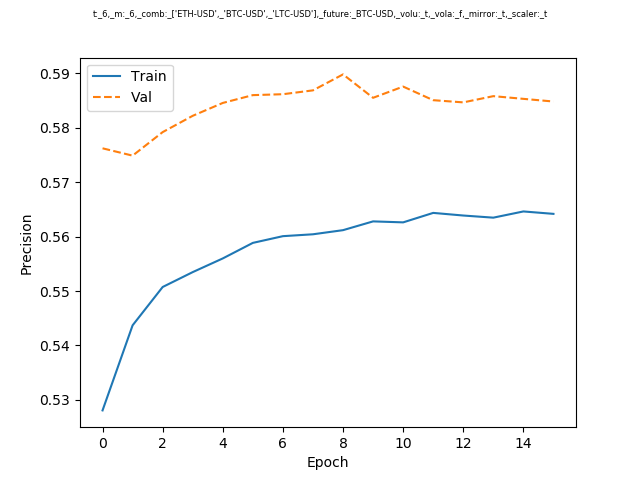 t:_6,_m:_6,_comb:_['ETH-USD',_'BTC-USD',_'LTC-USD'],_future:_BTC-USD,_volu:_t,_vola:_f,_mirror:_t,_scaler:_t
Train
Val
0.59
0.58
0.57
0.56
0.55
0.54
0.53
Precision
0 2 4 6 8 10 12 14
Epoch